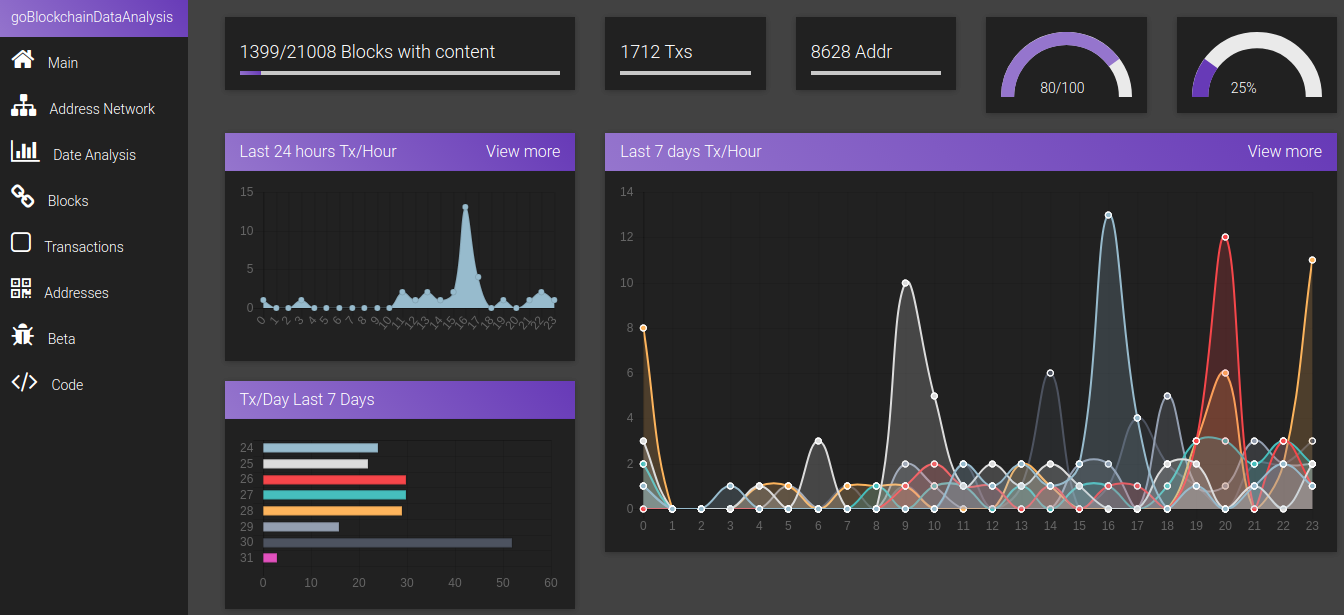 goBlockchainDataAnalysis
Main
Address Network
Date Analysis
Blocks
Transactions
Addresses
Beta
Code
1399/21008 Blocks with content
1712 Txs
8628 Addr
80/100
25%
Last 24 hours Tx/Hour View more
15
10
5
0
0 1 2 3 4 5 6 7 8 9 10 11 12 13 14 15 16 17 18 19 20 21 22 23
Tx/Day Last 7 Days
24
25
26
27
28
29
30
31
0 10 20 30 40 50 60
Last 7 days Tx/Hour View more
14
12
10
8
6
4
2
0
0 1 2 3 4 5 6 7 8 9 10 11 12 13 14 15 16 17 18 19 20 21 22 23